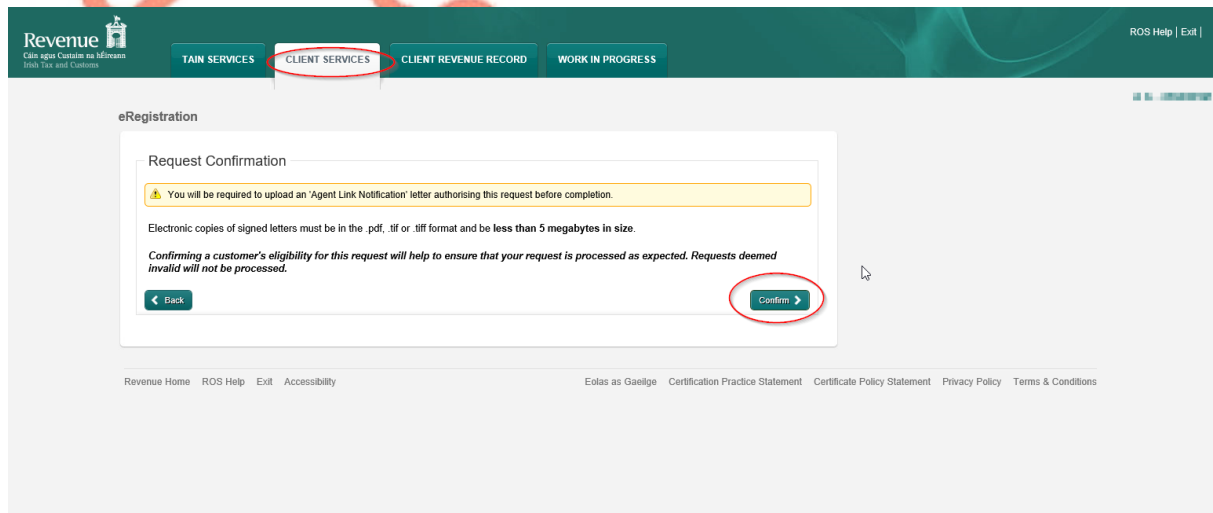 Revenue
Cáin agus Custaim na hÉireann
Irish Tax and Customs
TAIN SERVICES
CLIENT SERVICES
CLIENT REVENUE RECORD
WORK IN PROGRESS
ROS Help | Exit |
eRegistration
Request Confirmation
You will be required to upload an 'Agent Link Notification' letter authorising this request before completion.
Electronic copies of signed letters must be in the .pdf, .tif or .tiff format and be less than 5 megabytes in size.
Confirming a customer's eligibility for this request will help to ensure that your request is processed as expected. Requests deemed
invalid will not be processed.
Back
Confirm
Revenue Home ROS Help Exit Accessibility
Eolas as Gaeilge Certification Practice Statement Certificate Policy Statement Privacy Policy Terms & Conditions